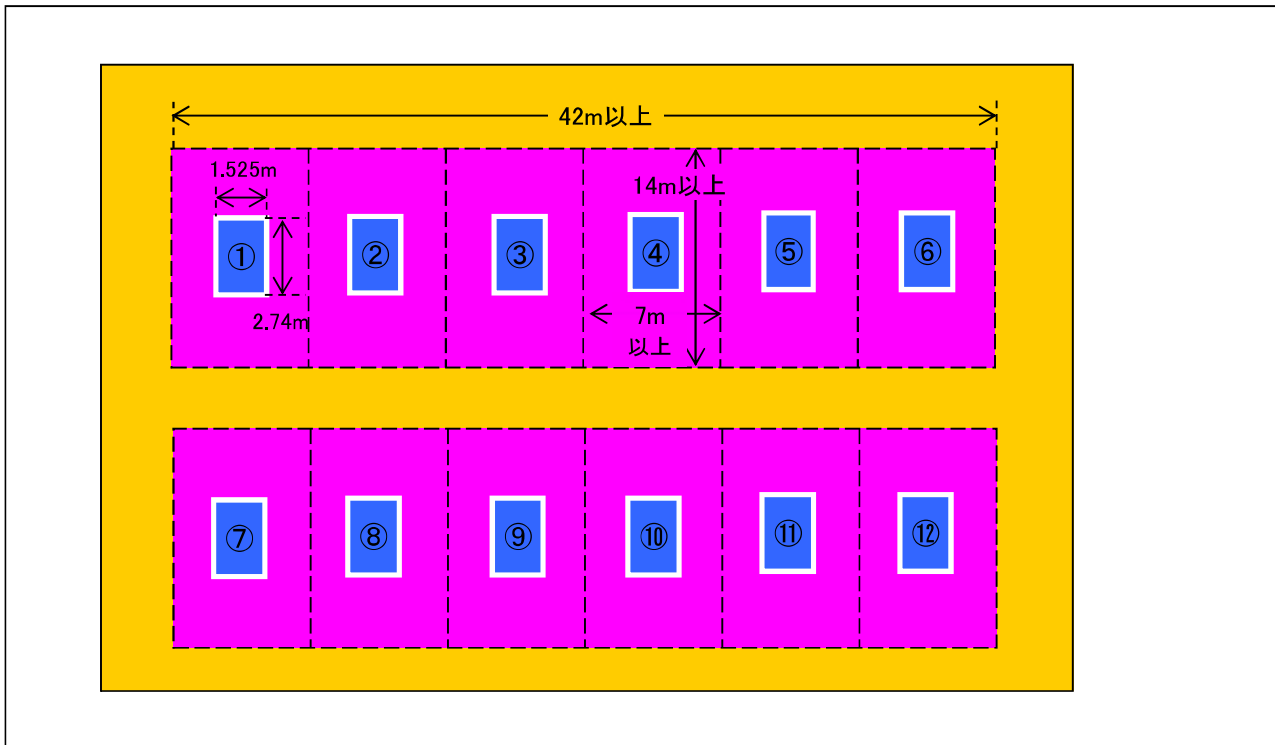 42m以上
1.525m
14m以上
① ② ③ ④ ⑤ ⑥
2.74m
7m
以上
⑦ ⑧ ⑨ ⑩ ⑪ ⑫